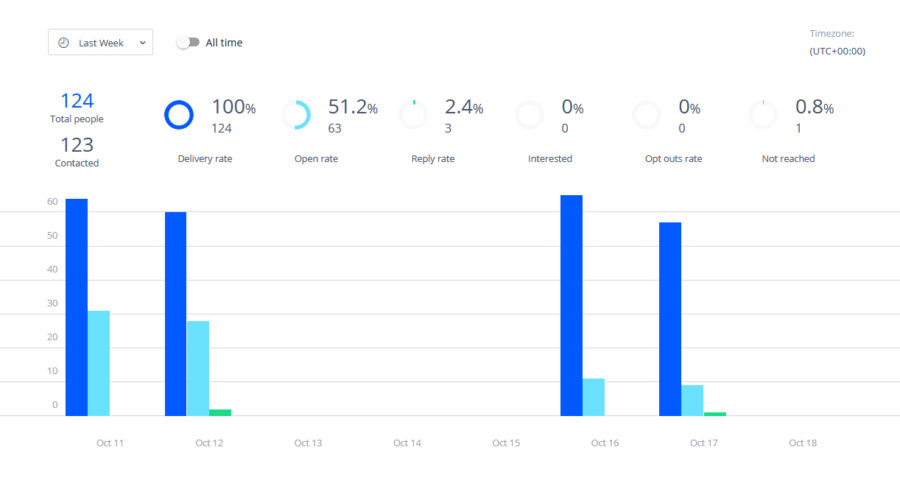 Last Week
All time
Timezone:
(UTC+00:00)
124
Total people
123
Contacted
100%
124
Delivery rate
51.2%
63
Open rate
2.4%
3
Reply rate
0%
0
Interested
0%
0
Opt outs rate
0.8%
1
Not reached
60
50
40
30
20
10
0
Oct 11 Oct 12 Oct 13 Oct 14 Oct 15 Oct 16 Oct 17 Oct 18